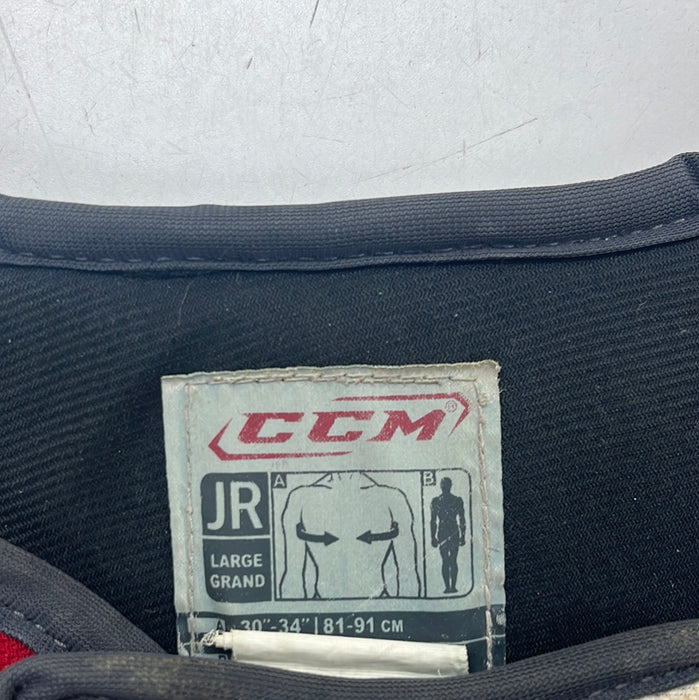 CCM®
JR
A
B
LARGE
GRAND
A 30"-34" | 81-91 CM